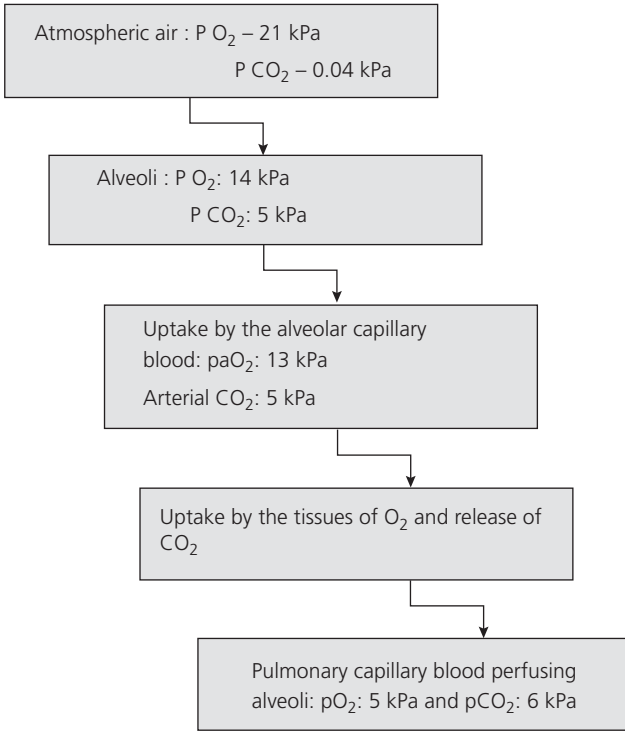 Atmospheric air : P O₂ – 21 kPa
P CO₂ – 0.04 kPa
Alveoli : P O₂: 14 kPa
P CO₂: 5 kPa
Uptake by the alveolar capillary
blood: paO₂: 13 kPa
Arterial CO₂: 5 kPa
Uptake by the tissues of O₂ and release of
CO₂
Pulmonary capillary blood perfusing
alveoli: pO₂: 5 kPa and pCO₂: 6 kPa